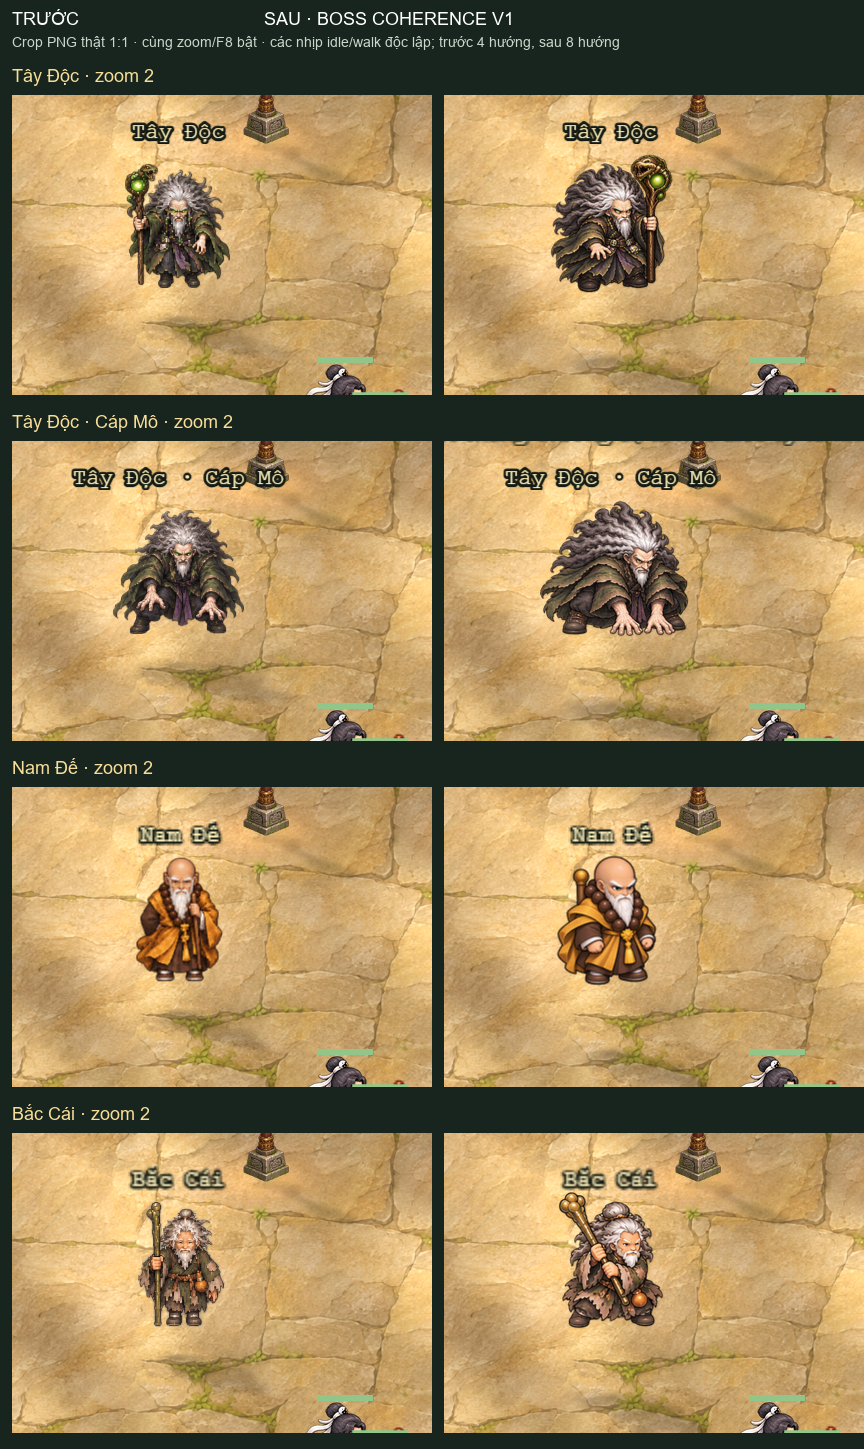 TRƯỚC SAU · BOSS COHERENCE V1
Crop PNG thật 1:1 · cùng zoom/F8 bật · các nhịp idle/walk độc lập; trước 4 hướng, sau 8 hướng
Tây Độc · zoom 2
Tây Độc Tây Độc
Tây Độc · Cáp Mô · zoom 2
Tây Độc · Cáp Mô Tây Độc · Cáp Mô
Nam Đế · zoom 2
Nam Đế Nam Đế
Bắc Cái · zoom 2
Bắc Cái Bắc Cái